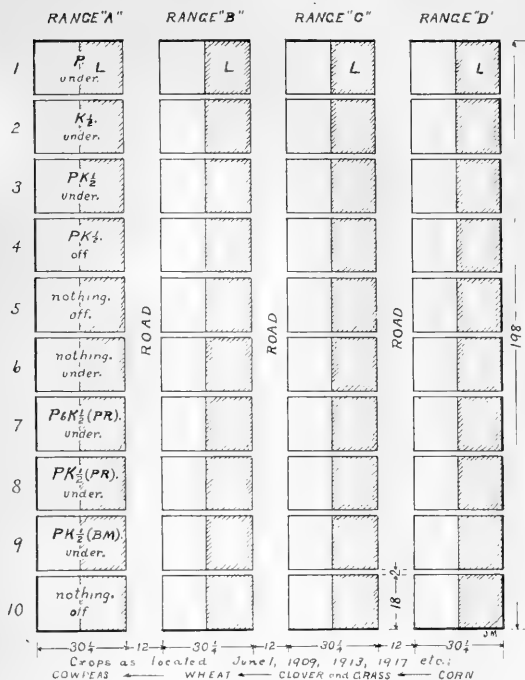 RANGE"A" RANGE"B" RANGE"C" RANGE"D"
1 P L L L L
under.
2 K½.
under.
3 PK½
under.
4 PK½.
off
5 nothing.
off.
6 nothing.
under.
7 P6K½(PR).
under.
8 PK½(PR).
under.
9 PK½(BM).
under.
10 nothing.
off
ROAD
ROAD
ROAD
198
2
18
J M
30¼ 12 30¼ 12 30¼ 12 30¼
Crops as located June 1, 1909, 1913, 1917 etc.:
COWPEAS WHEAT CLOVER and GRASS CORN